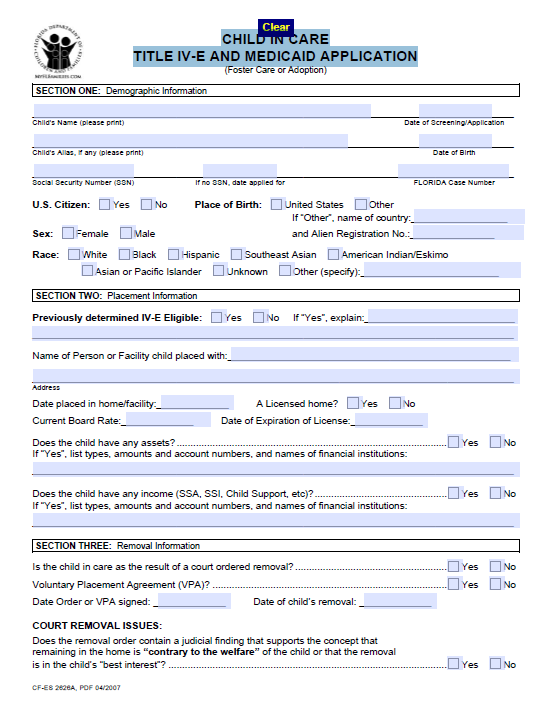 Clear
CHILD IN CARE
TITLE IV-E AND MEDICAID APPLICATION
(Foster Care or Adoption)
SECTION ONE: Demographic Information
Child's Name (please print) Date of Screening/Application
Child's Alias, if any (please print) Date of Birth
Social Security Number (SSN) If no SSN, date applied for FLORIDA Case Number
U.S. Citizen: Yes No Place of Birth: United States Other
If "Other", name of country:
Sex: Female Male and Alien Registration No.:
Race: White Black Hispanic Southeast Asian American Indian/Eskimo
Asian or Pacific Islander Unknown Other (specify):
SECTION TWO: Placement Information
Previously determined IV-E Eligible: Yes No If "Yes", explain:
Name of Person or Facility child placed with:
Address
Date placed in home/facility: A Licensed home? Yes No
Current Board Rate: Date of Expiration of License:
Does the child have any assets? Yes No
If "Yes", list types, amounts and account numbers, and names of financial institutions:
Does the child have any income (SSA, SSI, Child Support, etc)? Yes No
If "Yes", list types, amounts and account numbers, and names of financial institutions:
SECTION THREE: Removal Information
Is the child in care as the result of a court ordered removal? Yes No
Voluntary Placement Agreement (VPA)? Yes No
Date Order or VPA signed: Date of child's removal:
COURT REMOVAL ISSUES:
Does the removal order contain a judicial finding that supports the concept that
remaining in the home is "contrary to the welfare" of the child or that the removal
is in the child's "best interest"? Yes No
CF-ES 2626A, PDF 04/2007